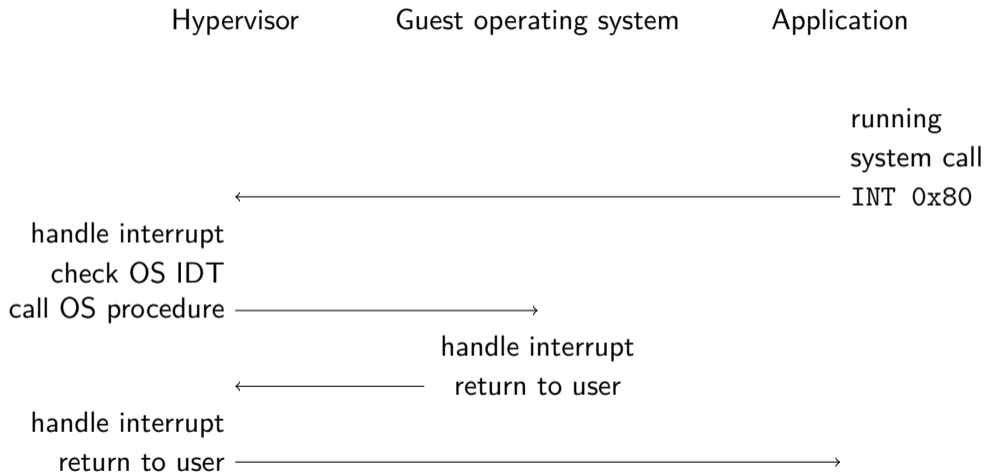 Hypervisor Guest operating system Application
running
system call
INT 0x80
handle interrupt
check OS IDT
call OS procedure
handle interrupt
return to user
handle interrupt
return to user